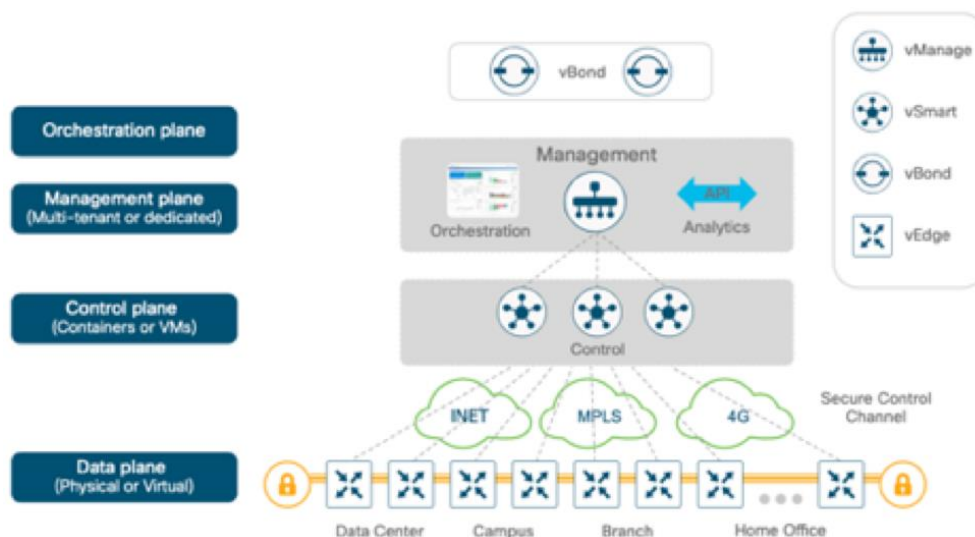 vBond
Orchestration plane
Management plane
(Multi-tenant or dedicated)
Control plane
(Containers or VMs)
Data plane
(Physical or Virtual)
Management
Orchestration
API
Analytics
Control
INET
MPLS
4G
Secure Control
Channel
Data Center
Campus
Branch
Home Office
vManage
vSmart
vBond
vEdge